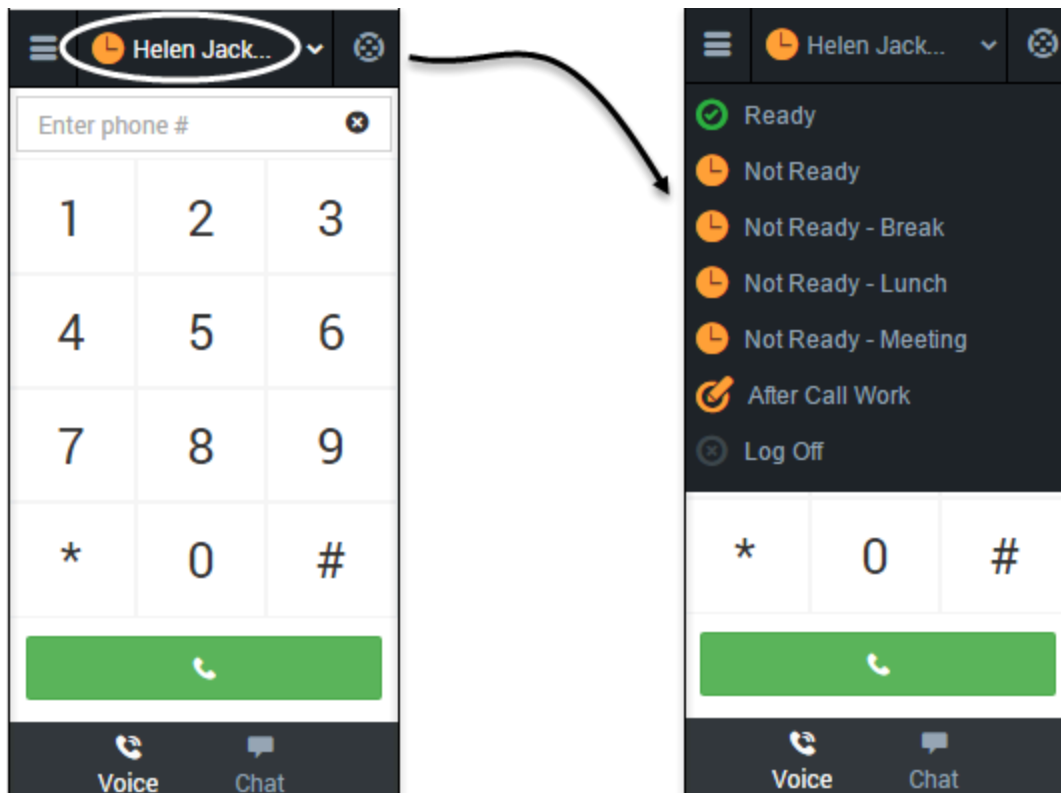 Helen Jack...
Enter phone #
1 2 3
4 5 6
7 8 9
* 0 #
Voice Chat
Helen Jack...
Ready
Not Ready
Not Ready - Break
Not Ready - Lunch
Not Ready - Meeting
After Call Work
Log Off
* 0 #
Voice Chat